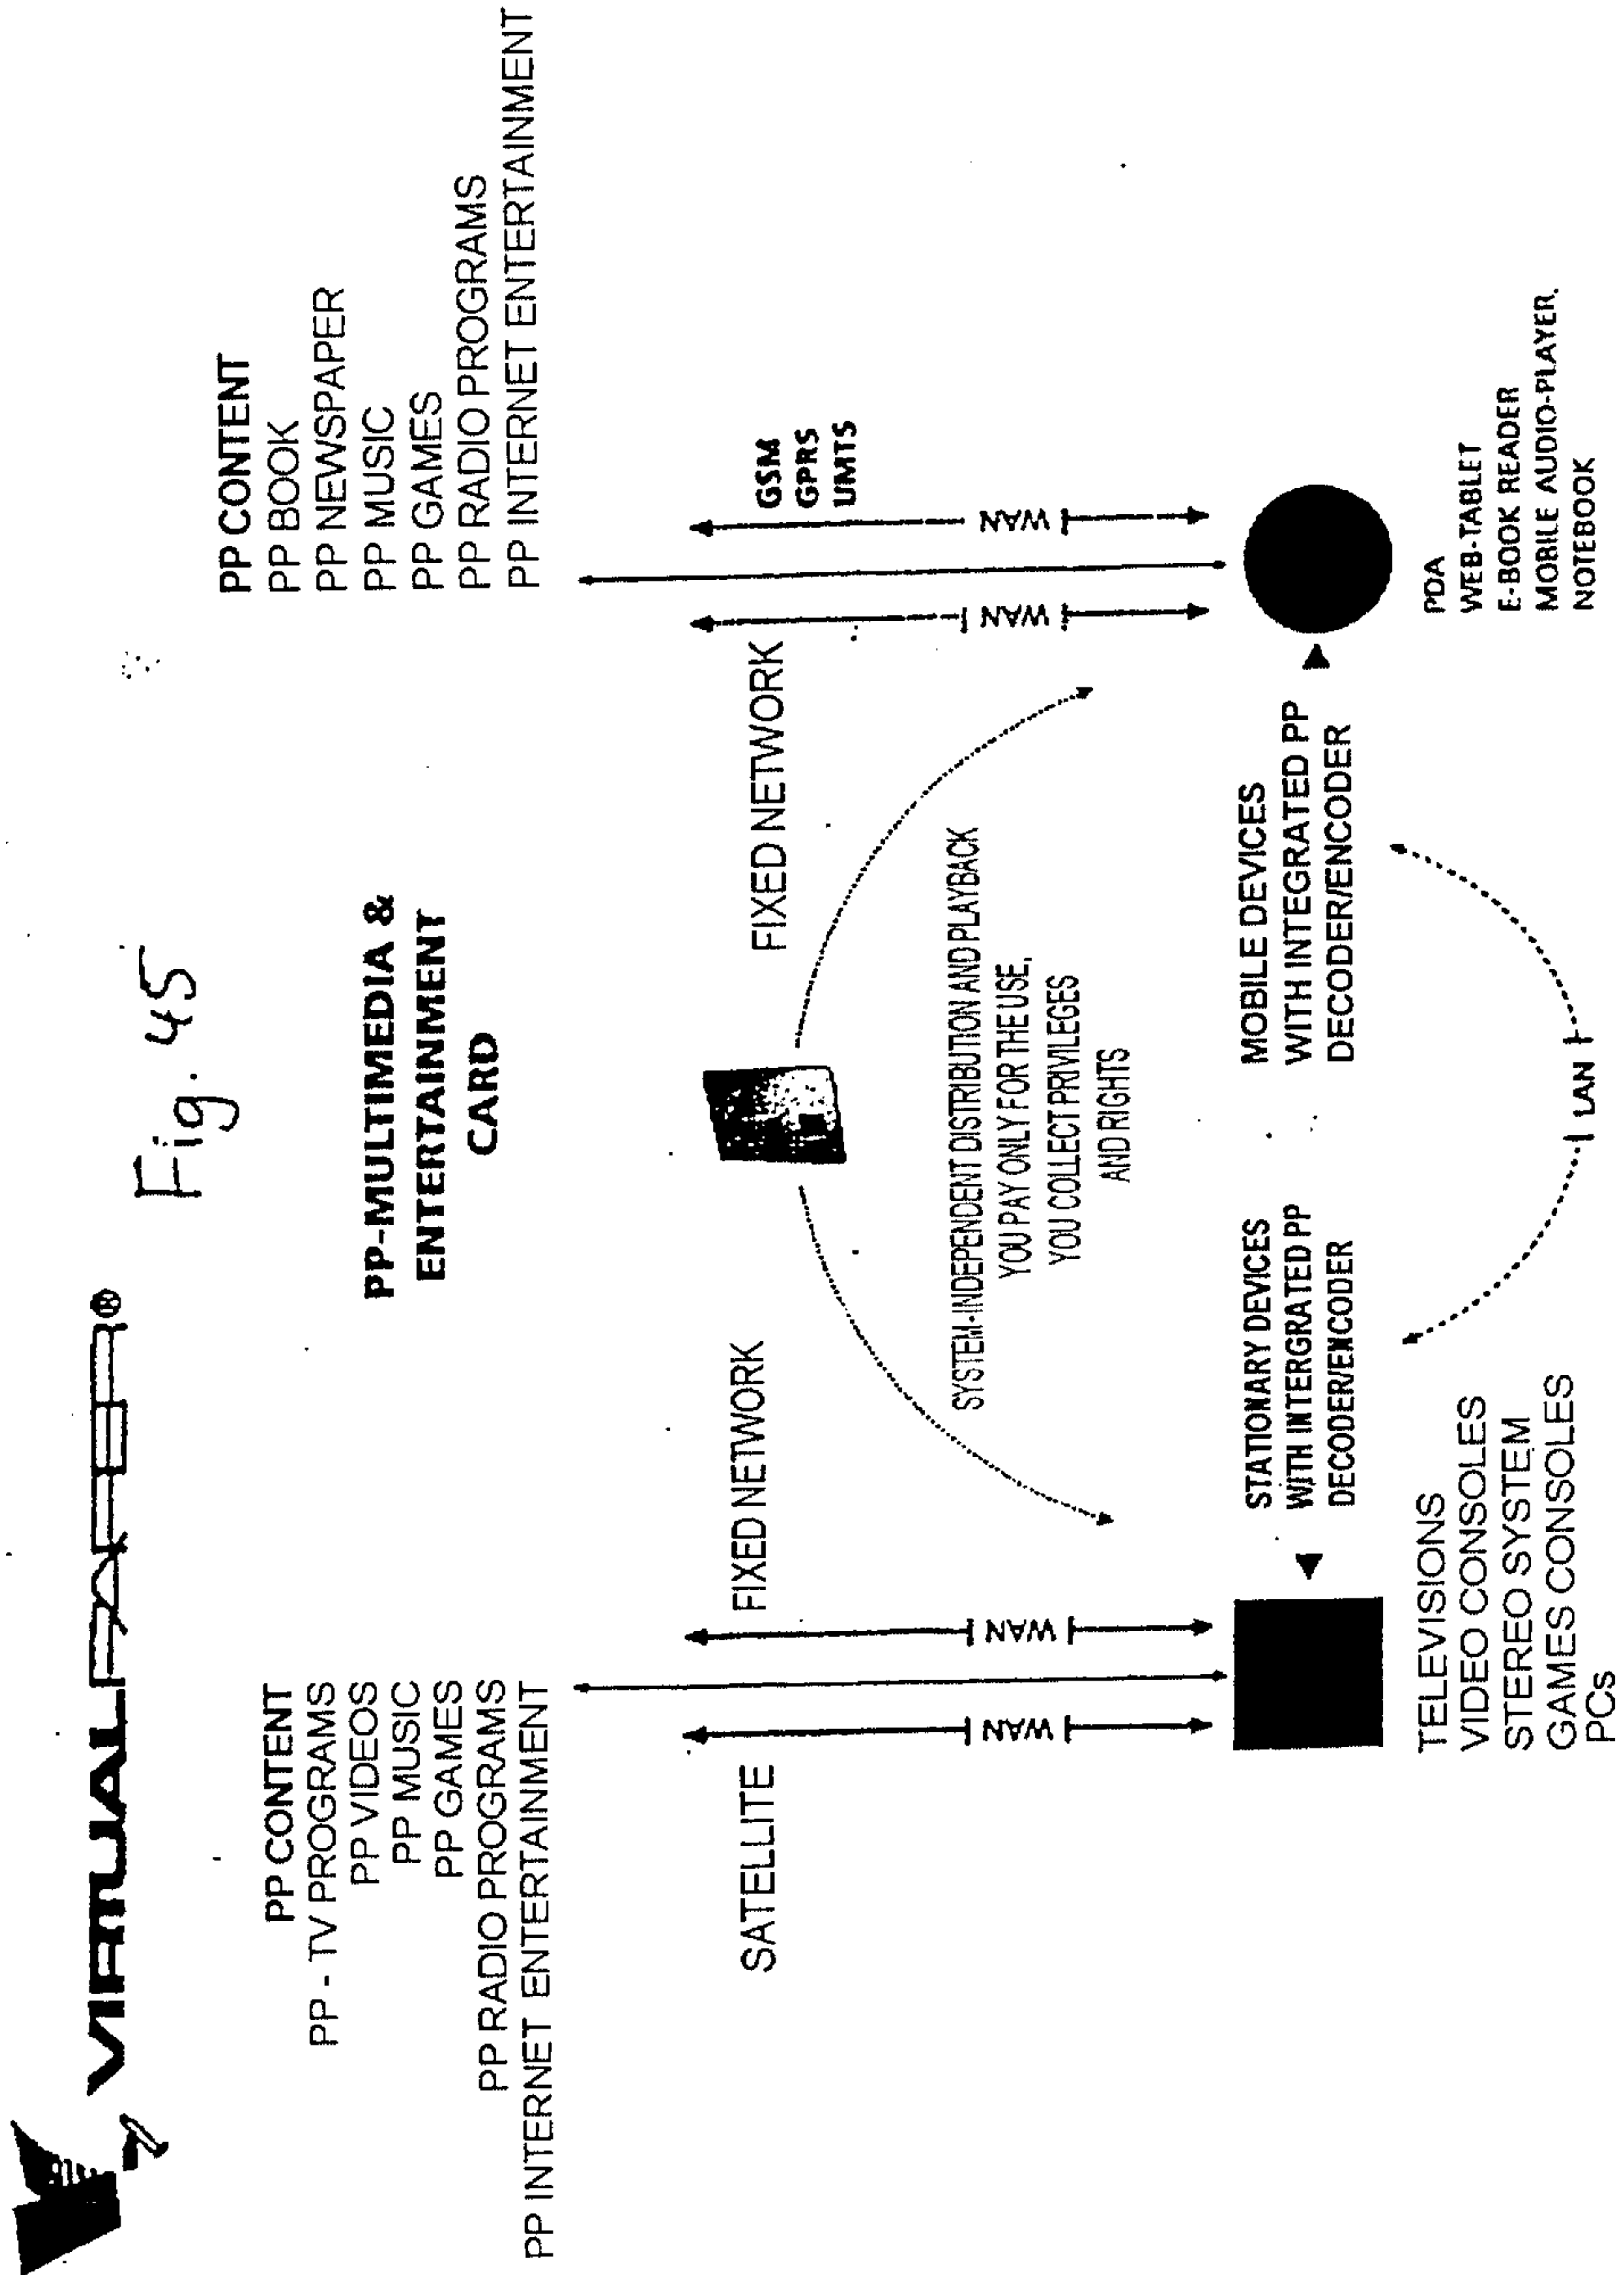 VIRTUALPAPER®
Fig. 45
PP-MULTIMEDIA &
ENTERTAINMENT
CARD
PP CONTENT
PP - TV PROGRAMS
PP VIDEOS
PP MUSIC
PP GAMES
PP RADIO PROGRAMS
PP INTERNET ENTERTAINMENT
PP CONTENT
PP BOOK
PP NEWSPAPER
PP MUSIC
PP GAMES
PP RADIO PROGRAMS
PP INTERNET ENTERTAINMENT
SATELLITE
FIXED NETWORK
FIXED NETWORK
GSM
GPRS
UMTS
WAN
WAN
WAN
WAN
SYSTEM-INDEPENDENT DISTRIBUTION AND PLAYBACK
YOU PAY ONLY FOR THE USE,
YOU COLLECT PRIVILEGES
AND RIGHTS
STATIONARY DEVICES
WITH INTERGRATED PP
DECODER/ENCODER
MOBILE DEVICES
WITH INTEGRATED PP
DECODER/ENCODER
TELEVISIONS
VIDEO CONSOLES
STEREO SYSTEM
GAMES CONSOLES
PCs
PDA
WEB-TABLET
E-BOOK READER
MOBILE AUDIO-PLAYER,
NOTEBOOK
LAN